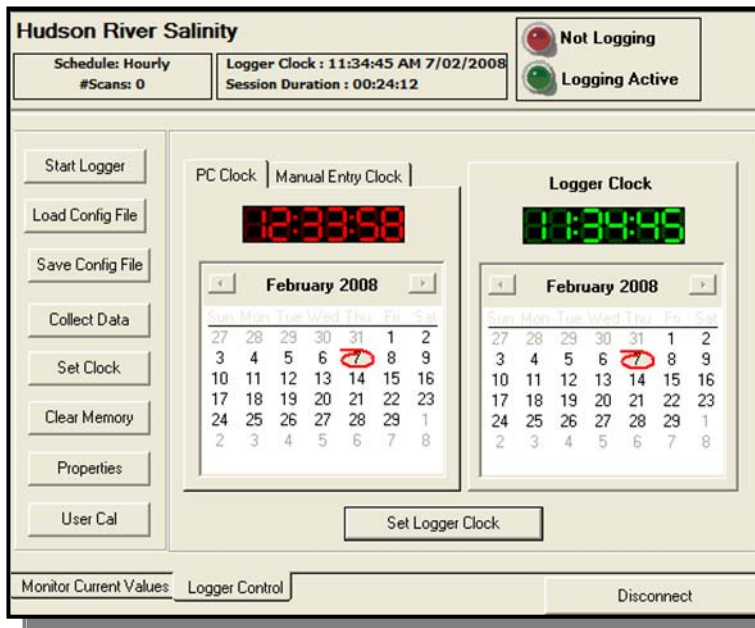 Hudson River Salinity
Schedule: Hourly
#Scans: 0
Logger Clock : 11:34:45 AM 7/02/2008
Session Duration : 00:24:12
Not Logging
Logging Active
Start Logger
Load Config File
Save Config File
Collect Data
Set Clock
Clear Memory
Properties
User Cal
PC Clock
Manual Entry Clock
12:33:58
February 2008
Sun Mon Tue Wed Thu Fri Sat
27 28 29 30 31 1 2
3 4 5 6 7 8 9
10 11 12 13 14 15 16
17 18 19 20 21 22 23
24 25 26 27 28 29 1
2 3 4 5 6 7 8
Logger Clock
11:34:45
February 2008
Sun Mon Tue Wed Thu Fri Sat
27 28 29 30 31 1 2
3 4 5 6 7 8 9
10 11 12 13 14 15 16
17 18 19 20 21 22 23
24 25 26 27 28 29 1
2 3 4 5 6 7 8
Set Logger Clock
Monitor Current Values
Logger Control
Disconnect